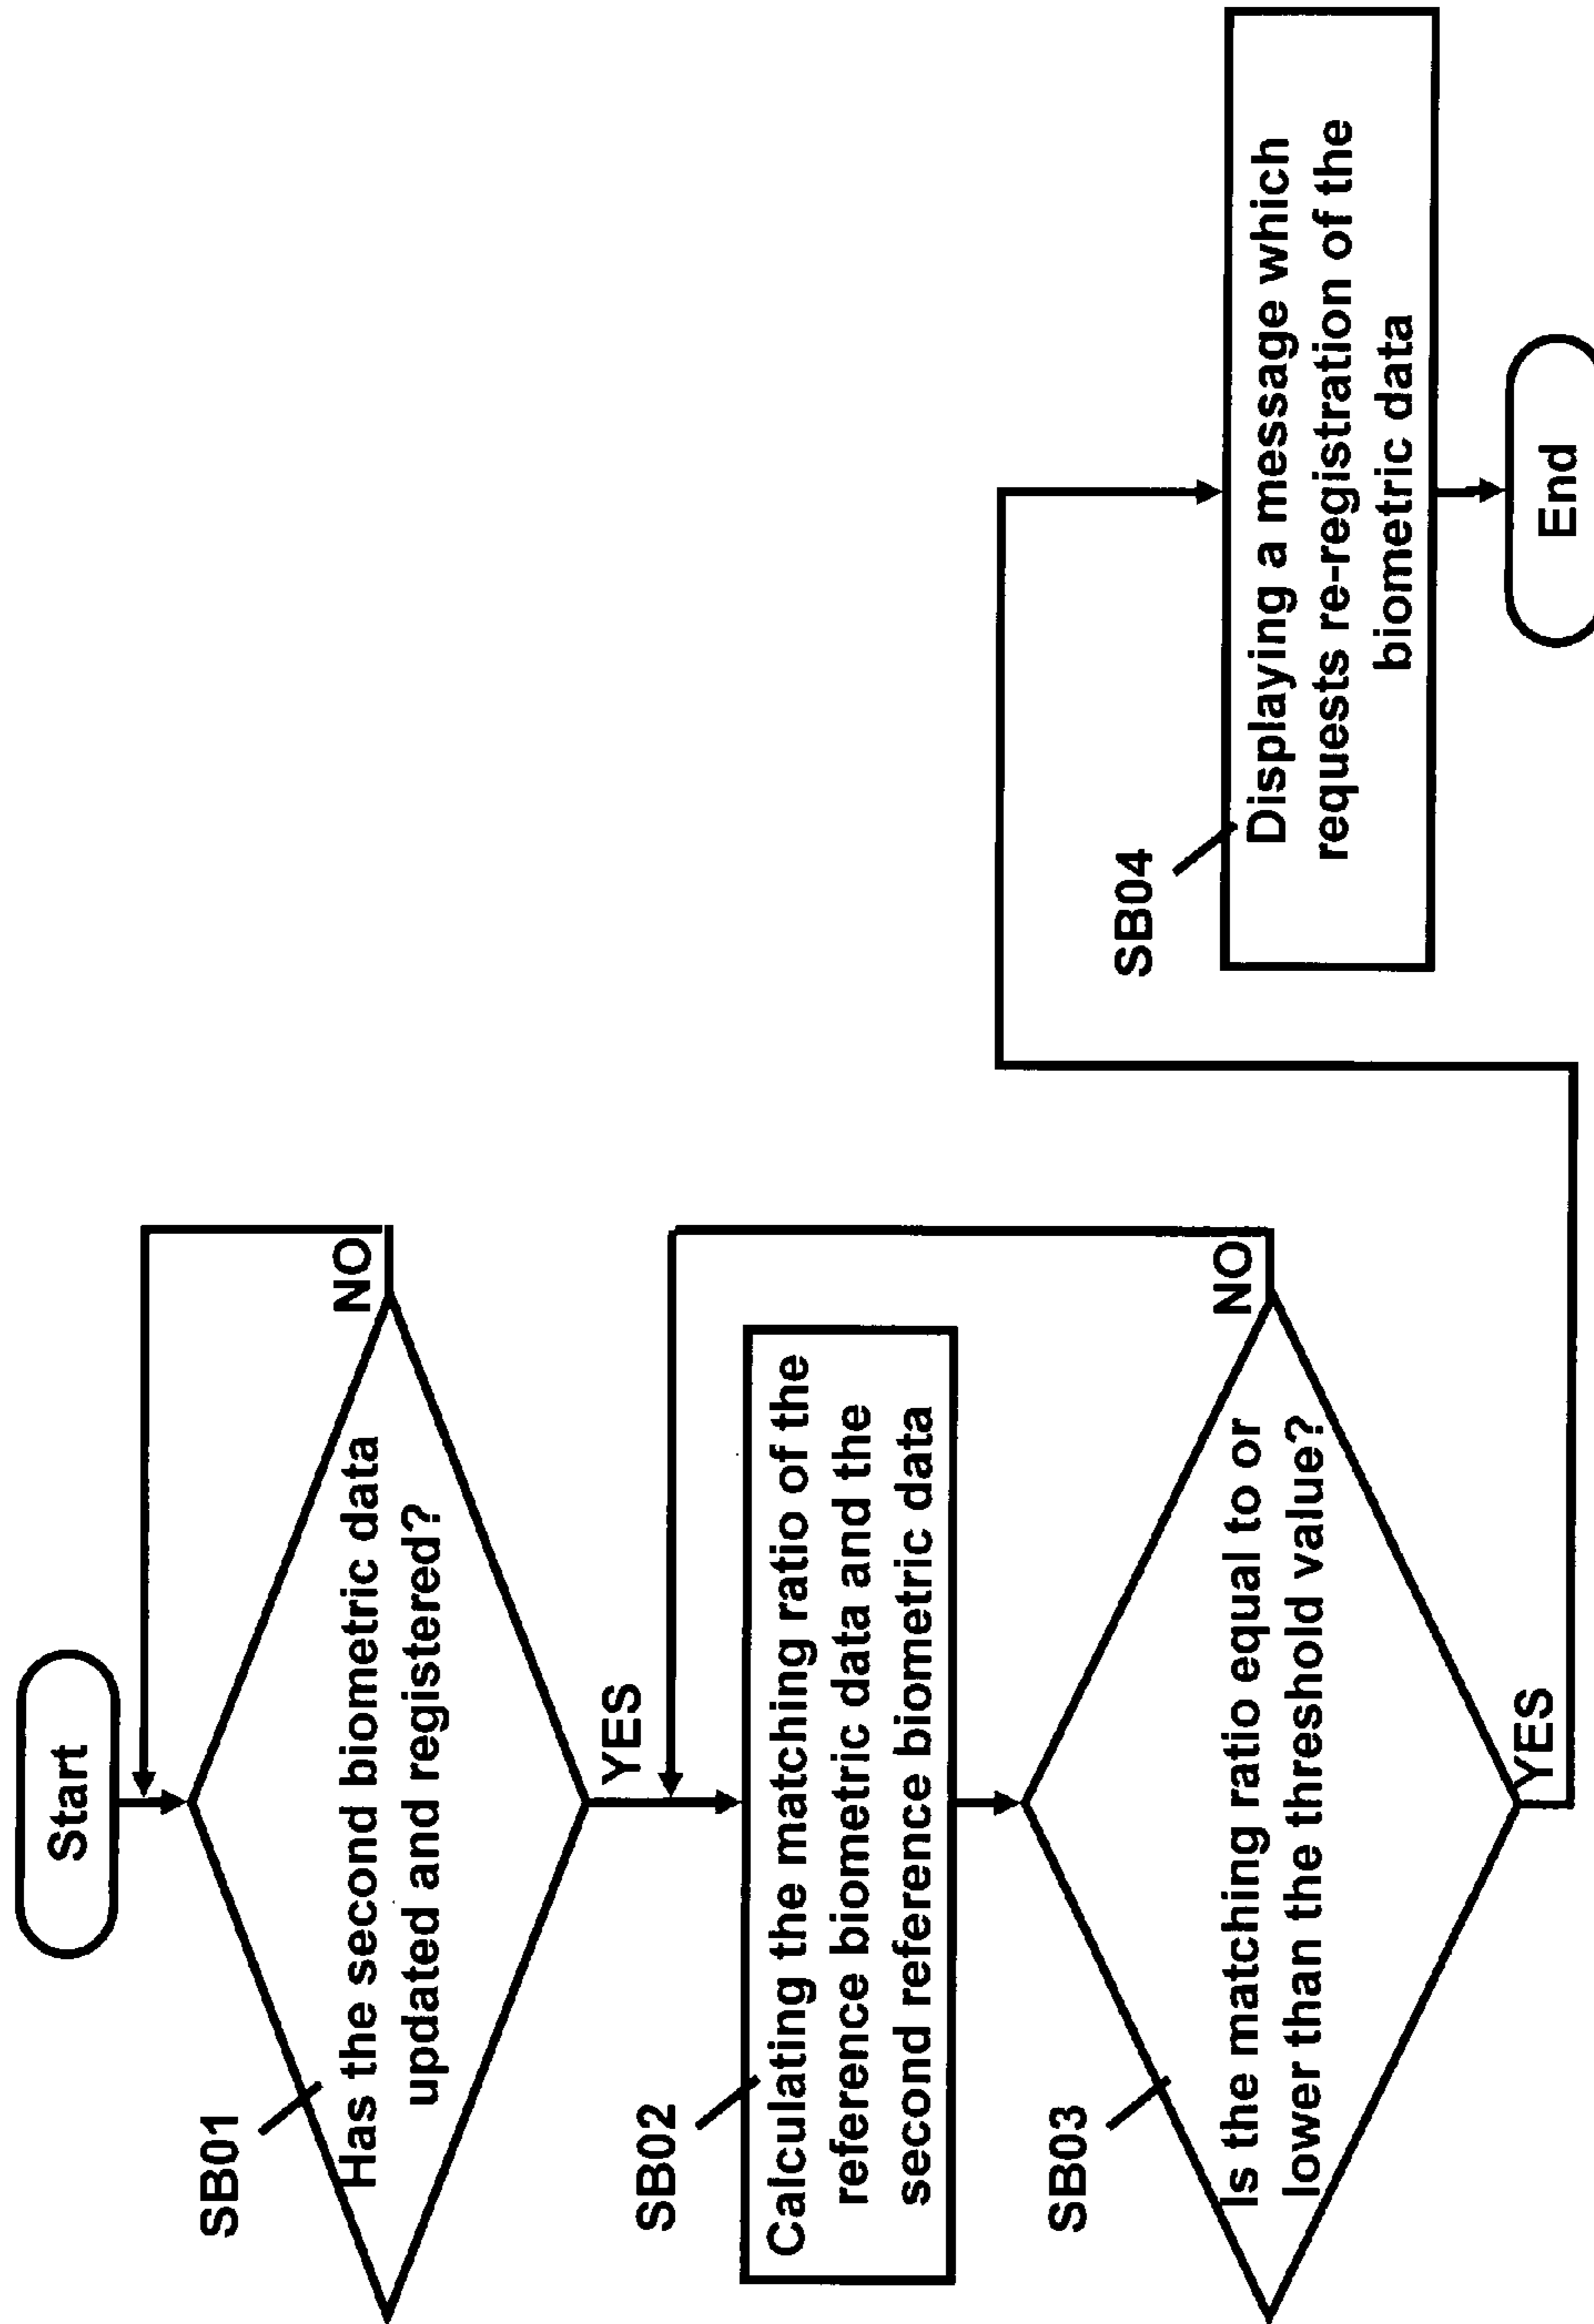 Start
SB01
Has the second biometric data
updated and registered?
NO
YES
SB02
Calculating the matching ratio of the
reference biometric data and the
second reference biometric data
SB03
Is the matching ratio equal to or
lower than the threshold value?
NO
YES
SB04
Displaying a message which
requests re-registration of the
biometric data
End